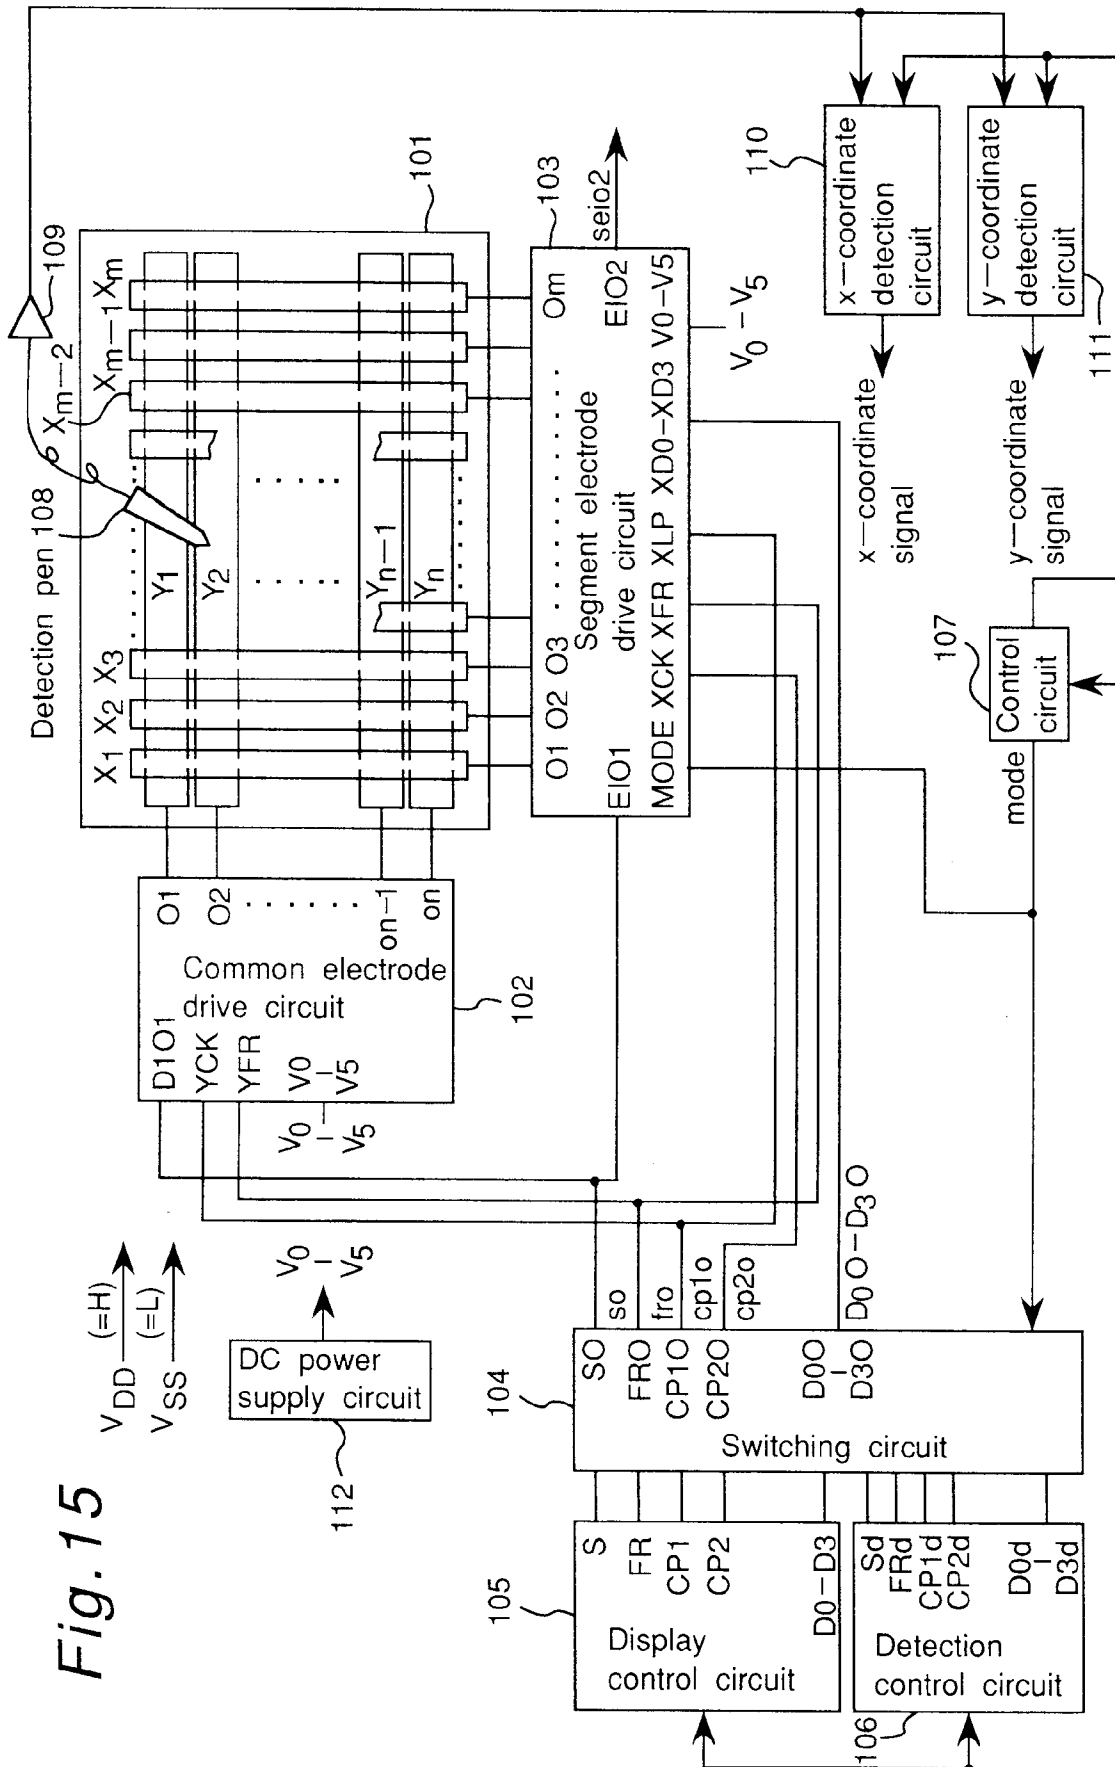 Fig.15
VDD (=H)
VSS (=L)
DC power
supply circuit
112
V0
|
V5
Detection pen 108
109
101
X1 X2 X3 Xm-2 Xm-1 Xm
Y1
Y2
Yn-1
Yn
D1O1
YCK
YFR
V0
|
V5
V0
|
V5
Common electrode
drive circuit
O1
O2
on-1
on
102
O1 O2 O3 Om
EIO1 EIO2
Segment electrode
drive circuit
MODE XCK XFR XLP XD0-XD3 V0-V5
103
seio2
V0-V5
105
Display
control circuit
S
FR
CP1
CP2
D0-D3
106
Detection
control circuit
Sd
FRd
CP1d
CP2d
D0d
|
D3d
104
Switching circuit
SO
FRO
CP1O
CP2O
D0O
|
D3O
so
fro
cp1o
cp2o
D0O-D3O
mode
107
Control
circuit
110
x-coordinate
detection
circuit
x-coordinate
signal
111
y-coordinate
detection
circuit
y-coordinate
signal